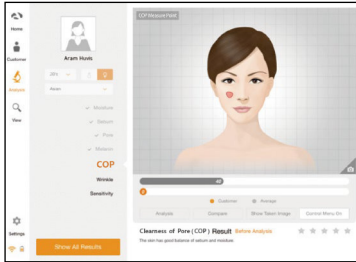 Home
Customer
Analysis
View
Settings
Aram Huvis
Moisture
Sebum
Pore
Melanin
COP
Wrinkle
Sensitivity
Show All Results
COP Measure Point
Customer
Average
Analysis
Compare
Show Taken Image
Control Menu On
Clearness of Pore ( COP ) Result Before Analysis
The skin has good balance of sebum and moisture.